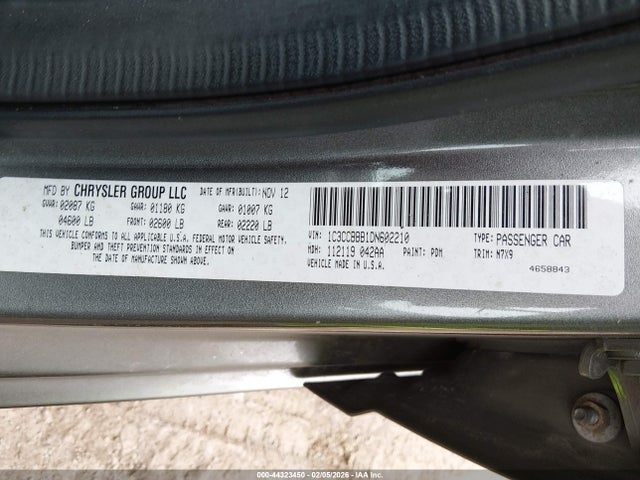 MFD BY CHRYSLER GROUP LLC DATE OF MFR(BUILT):NOV 12
GVWR:02087 KG GAWR:01180 KG GAWR:01007 KG
04600 LB FRONT:02600 LB REAR:02220 LB
THIS VEHICLE CONFORMS TO ALL APPLICABLE U.S.A. FEDERAL MOTOR VEHICLE SAFETY,
BUMPER AND THEFT PREVENTION STANDARDS IN EFFECT ON
THE DATE OF MANUFACTURE SHOWN ABOVE.
MADE IN U.S.A.
VIN: 1C3CCBBB1DN602210 TYPE: PASSENGER CAR
MDH: 112119 042AA PAINT: PDM TRIM: N7X9
4658843
000-44323450 | 02/05/2026 | IAA Inc.